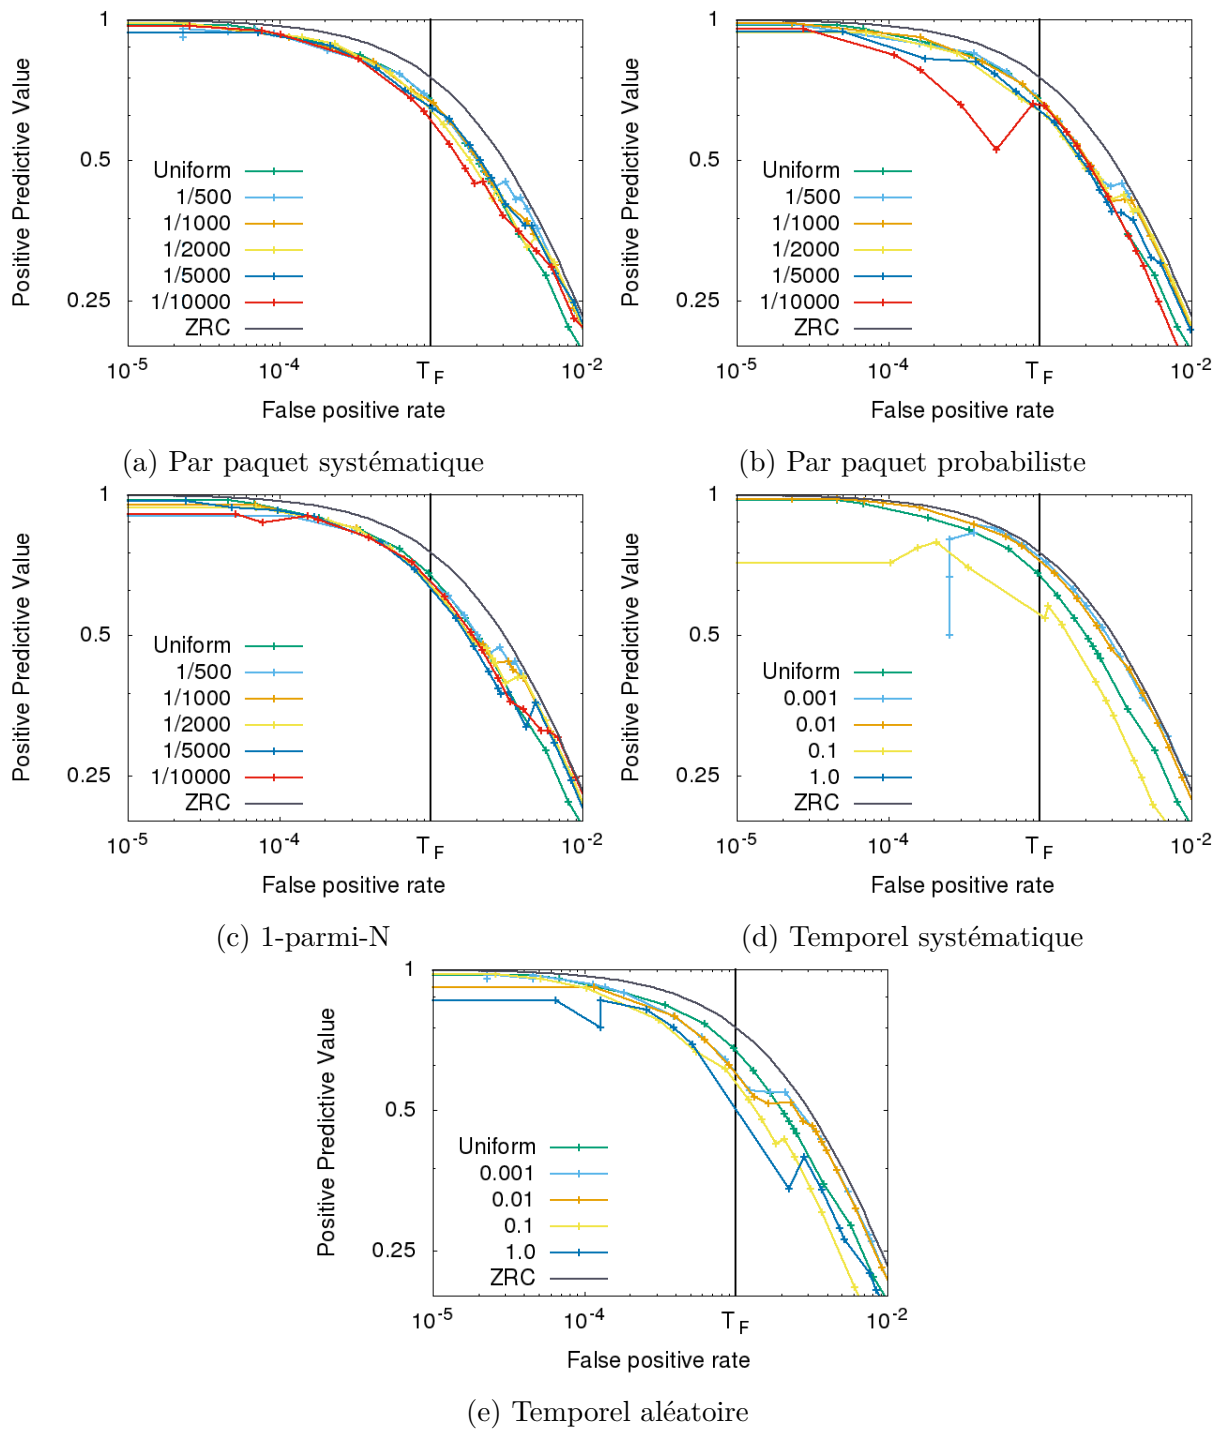 1
0.5
0.25
Positive Predictive Value
Uniform
1/500
1/1000
1/2000
1/5000
1/10000
ZRC
10-5
10-4
T F
10-2
False positive rate
(a) Par paquet systématique
1
0.5
0.25
Positive Predictive Value
Uniform
1/500
1/1000
1/2000
1/5000
1/10000
ZRC
10-5
10-4
T F
10-2
False positive rate
(b) Par paquet probabiliste
1
0.5
0.25
Positive Predictive Value
Uniform
1/500
1/1000
1/2000
1/5000
1/10000
ZRC
10-5
10-4
T F
10-2
False positive rate
(c) 1-parmi-N
1
0.5
0.25
Positive Predictive Value
Uniform
0.001
0.01
0.1
1.0
ZRC
10-5
10-4
T F
10-2
False positive rate
(d) Temporel systématique
1
0.5
0.25
Positive Predictive Value
Uniform
0.001
0.01
0.1
1.0
ZRC
10-5
10-4
T F
10-2
False positive rate
(e) Temporel aléatoire